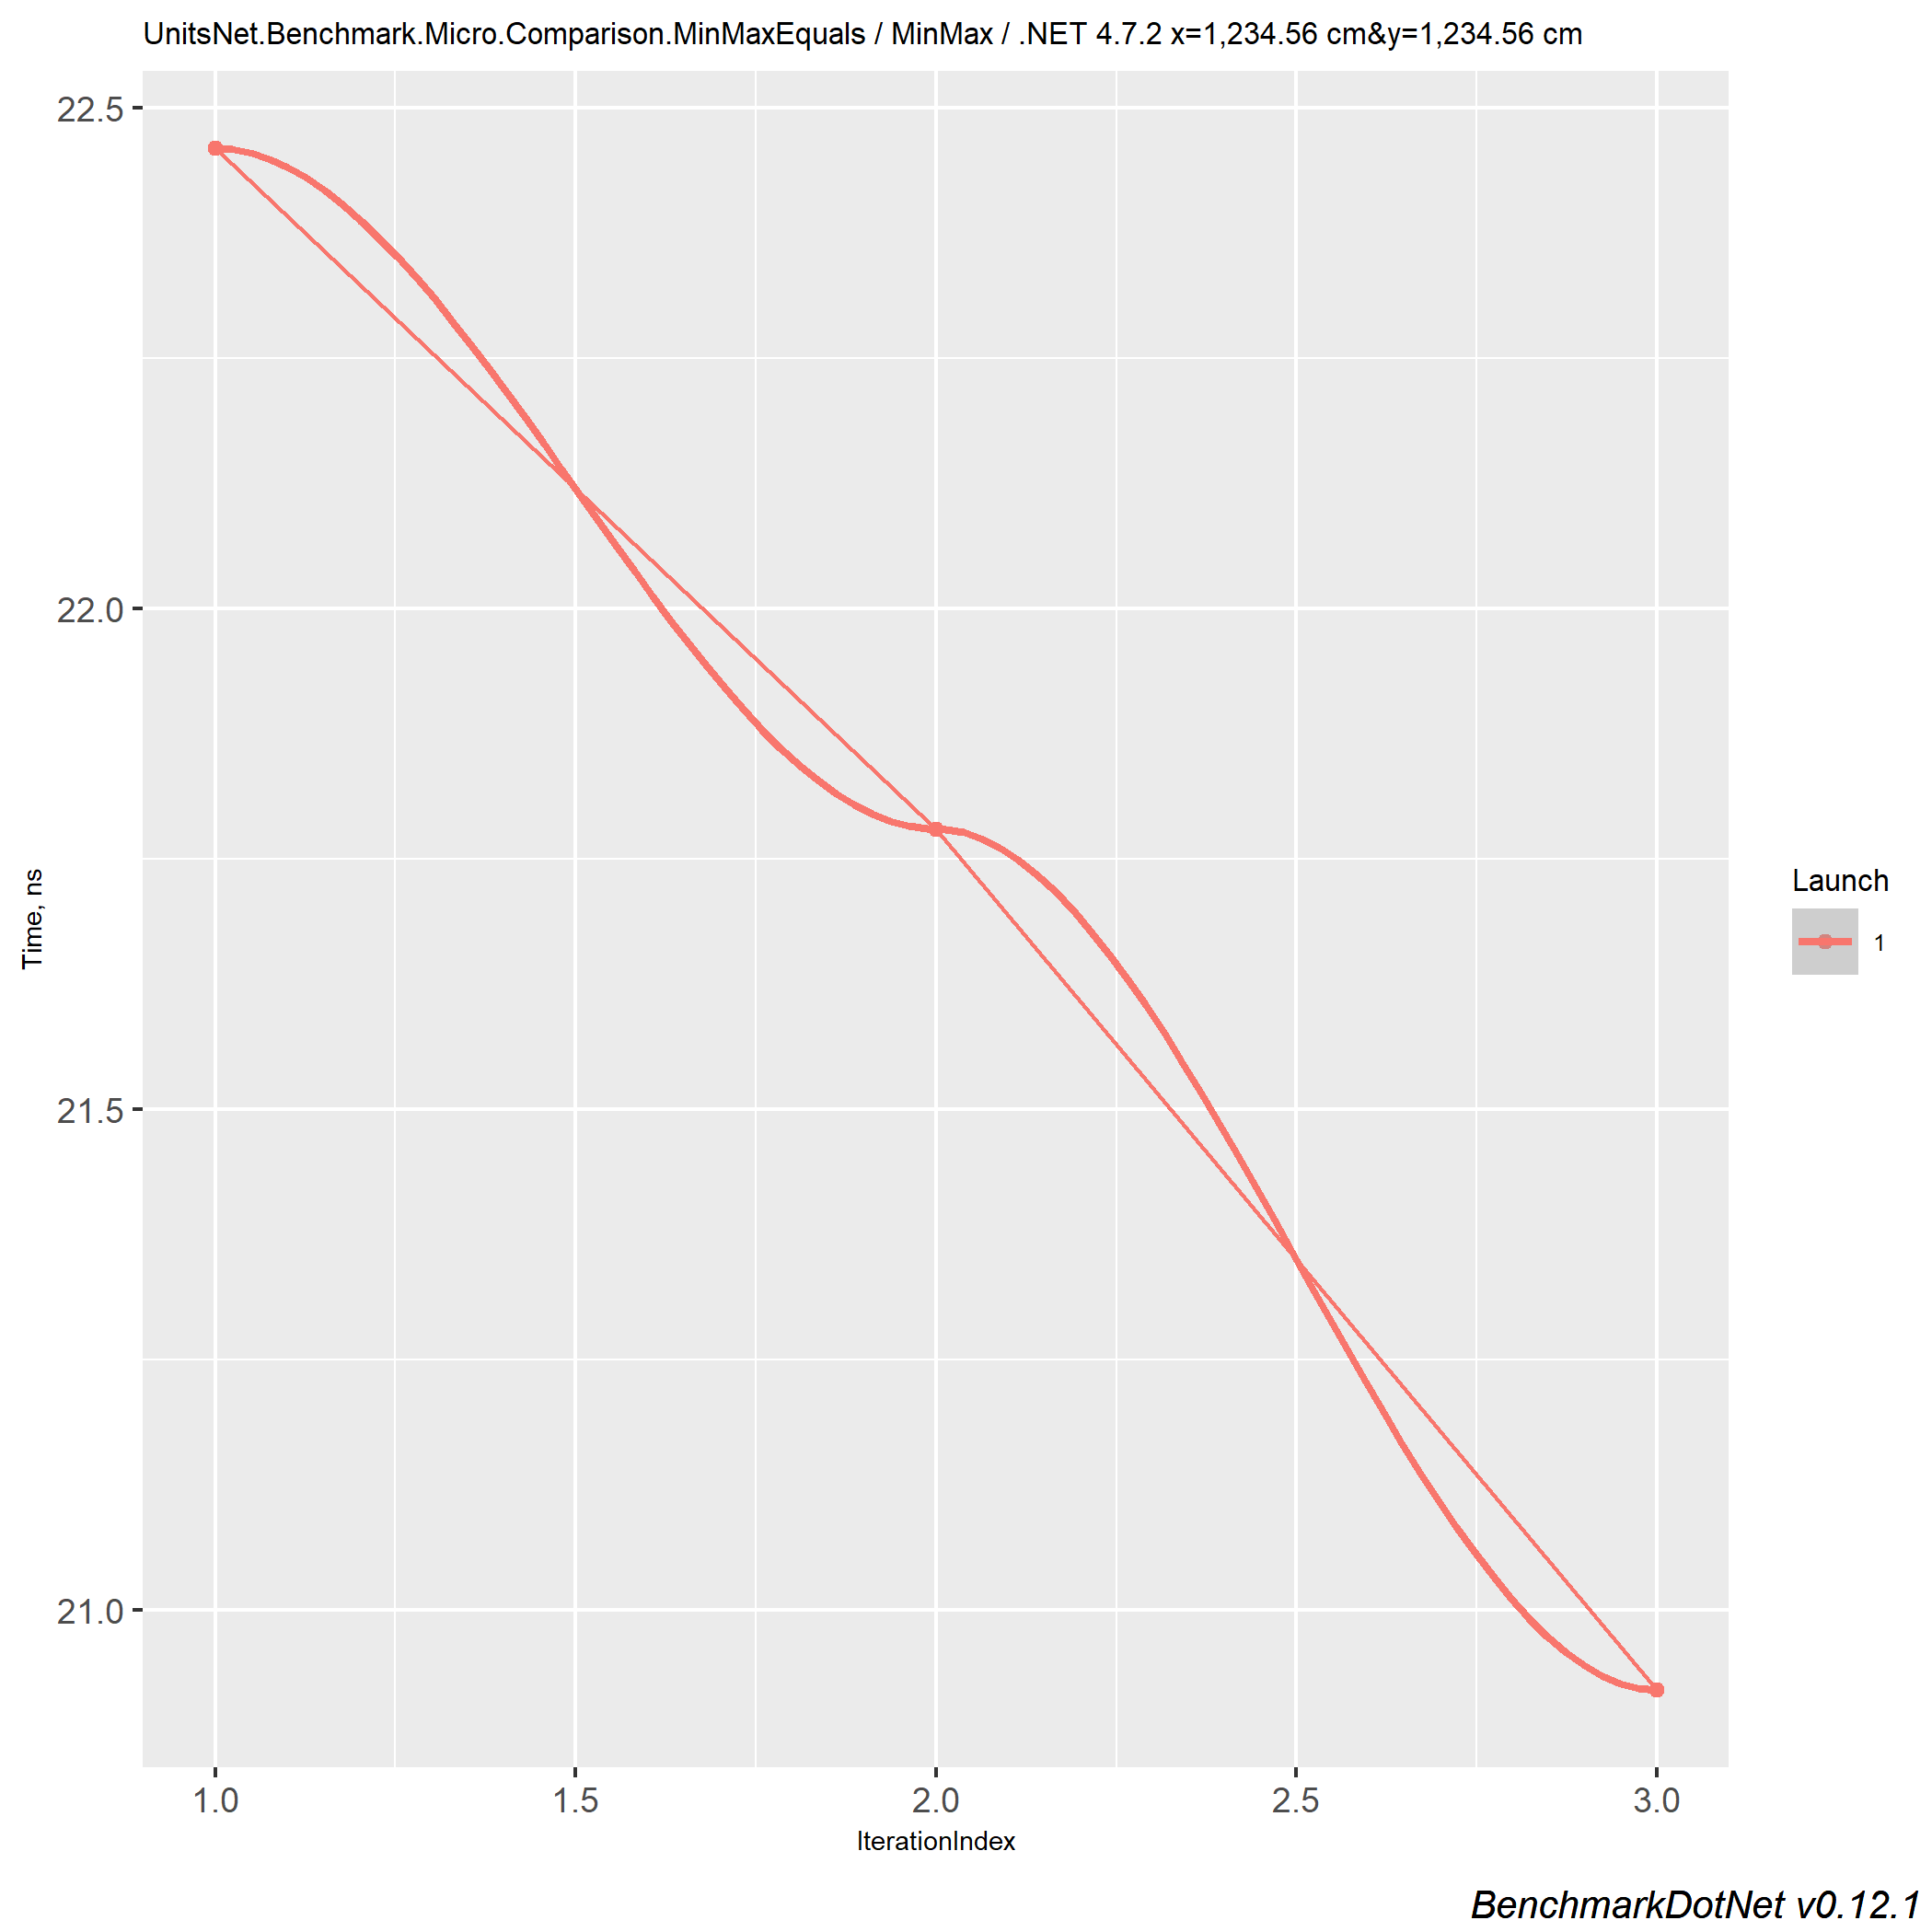 UnitsNet.Benchmark.Micro.Comparison.MinMaxEquals / MinMax / .NET 4.7.2 x=1,234.56 cm&y=1,234.56 cm
22.5
22.0
21.5
21.0
Time, ns
1.0 1.5 2.0 2.5 3.0
IterationIndex
Launch
1
BenchmarkDotNet v0.12.1